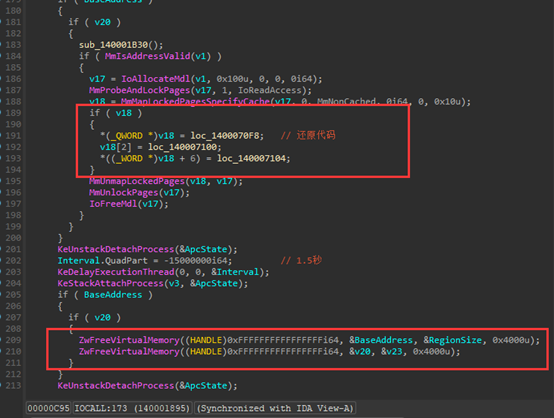 180 {
181 if ( v20 )
182 {
183 sub_140001B30();
184 if ( MmIsAddressValid(v1) )
185 {
186 v17 = IoAllocateMdl(v1, 0x100u, 0, 0, 0i64);
187 MmProbeAndLockPages(v17, 1, IoReadAccess);
188 v18 = MmMapLockedPagesSpecifyCache(v17, 0, MmNonCached, 0i64, 0, 0x10u);
189 if ( v18 )
190 {
191 *(_QWORD *)v18 = loc_1400070F8; // 还原代码
192 v18[2] = loc_140007100;
193 *((_WORD *)v18 + 6) = loc_140007104;
194 }
195 MmUnmapLockedPages(v18, v17);
196 MmUnlockPages(v17);
197 IoFreeMdl(v17);
198 }
199 }
200 }
201 KeUnstackDetachProcess(&ApcState);
202 Interval.QuadPart = -15000000i64; // 1.5秒
203 KeDelayExecutionThread(0, 0, &Interval);
204 KeStackAttachProcess(v3, &ApcState);
205 if ( BaseAddress )
206 {
207 if ( v20 )
208 {
209 ZwFreeVirtualMemory((HANDLE)0xFFFFFFFFFFFFFFFFi64, &BaseAddress, &RegionSize, 0x4000u);
210 ZwFreeVirtualMemory((HANDLE)0xFFFFFFFFFFFFFFFFi64, &v20, &v23, 0x4000u);
211 }
212 }
213 KeUnstackDetachProcess(&ApcState);
00000C95 IOCALL:173 (140001895) (Synchronized with IDA View-A)